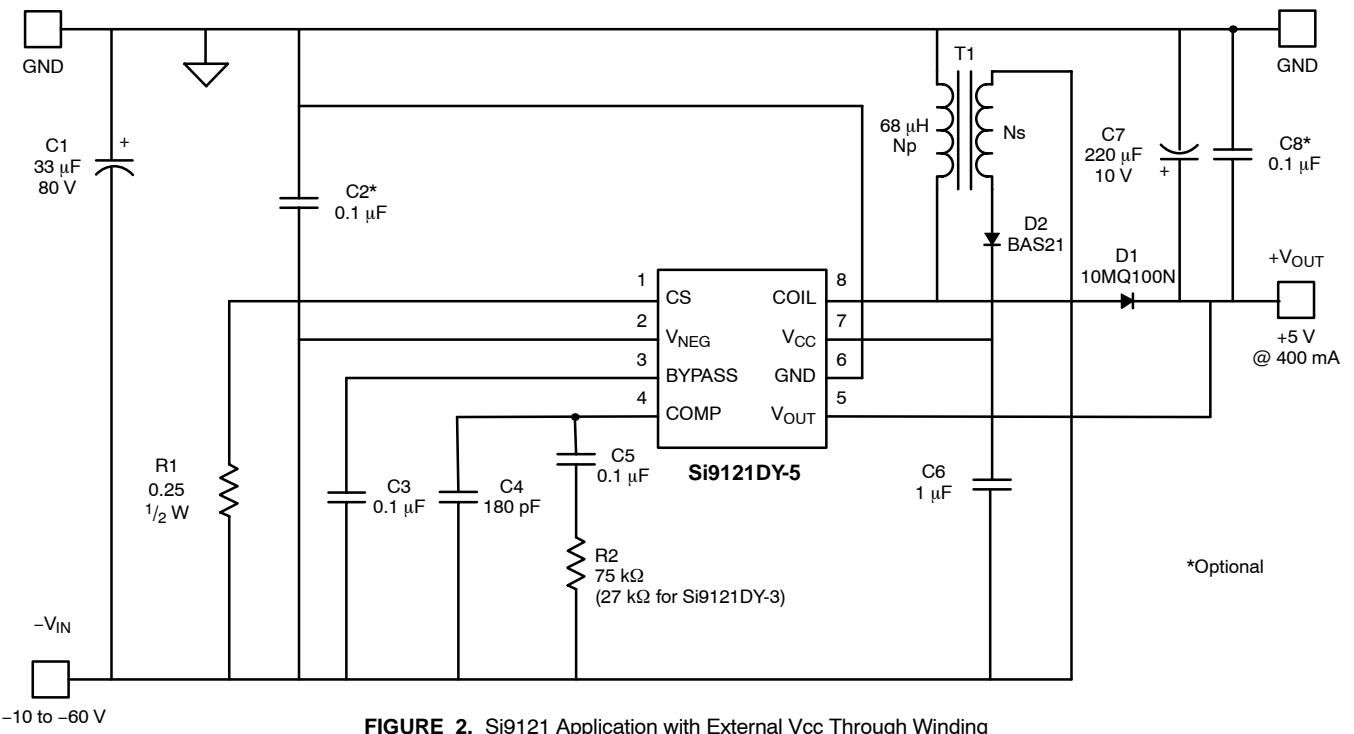 GND
GND
T1
C1
33 µF
80 V
+
68 µH
Np
Ns
C7
220 µF
10 V
+
C8*
0.1 µF
C2*
0.1 µF
D2
BAS21
D1
10MQ100N
+VOUT
+5 V
@ 400 mA
1
CS
2
VNEG
3
BYPASS
4
COMP
8
COIL
7
VCC
6
GND
5
VOUT
Si9121DY-5
R1
0.25
1/2 W
C3
0.1 µF
C4
180 pF
C5
0.1 µF
C6
1 µF
R2
75 kΩ
(27 kΩ for Si9121DY-3)
*Optional
−VIN
−10 to −60 V
FIGURE 2. Si9121 Application with External Vcc Through Winding